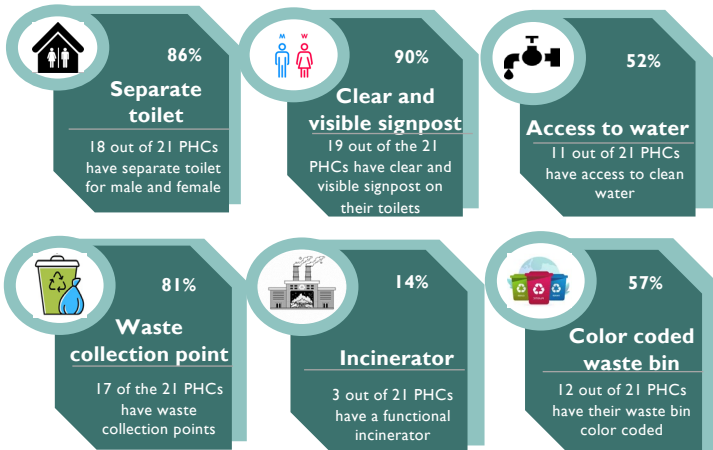 86%
Separate
toilet
18 out of 21 PHCs
have separate toilet
for male and female
M W
90%
Clear and
visible signpost
19 out of the 21
PHCs have clear and
visible signpost on
their toilets
52%
Access to water
11 out of 21 PHCs
have access to clean
water
81%
Waste
collection point
17 of the 21 PHCs
have waste
collection points
14%
Incinerator
3 out of 21 PHCs
have a functional
incinerator
57%
Color coded
waste bin
12 out of 21 PHCs
have their waste bin
color coded